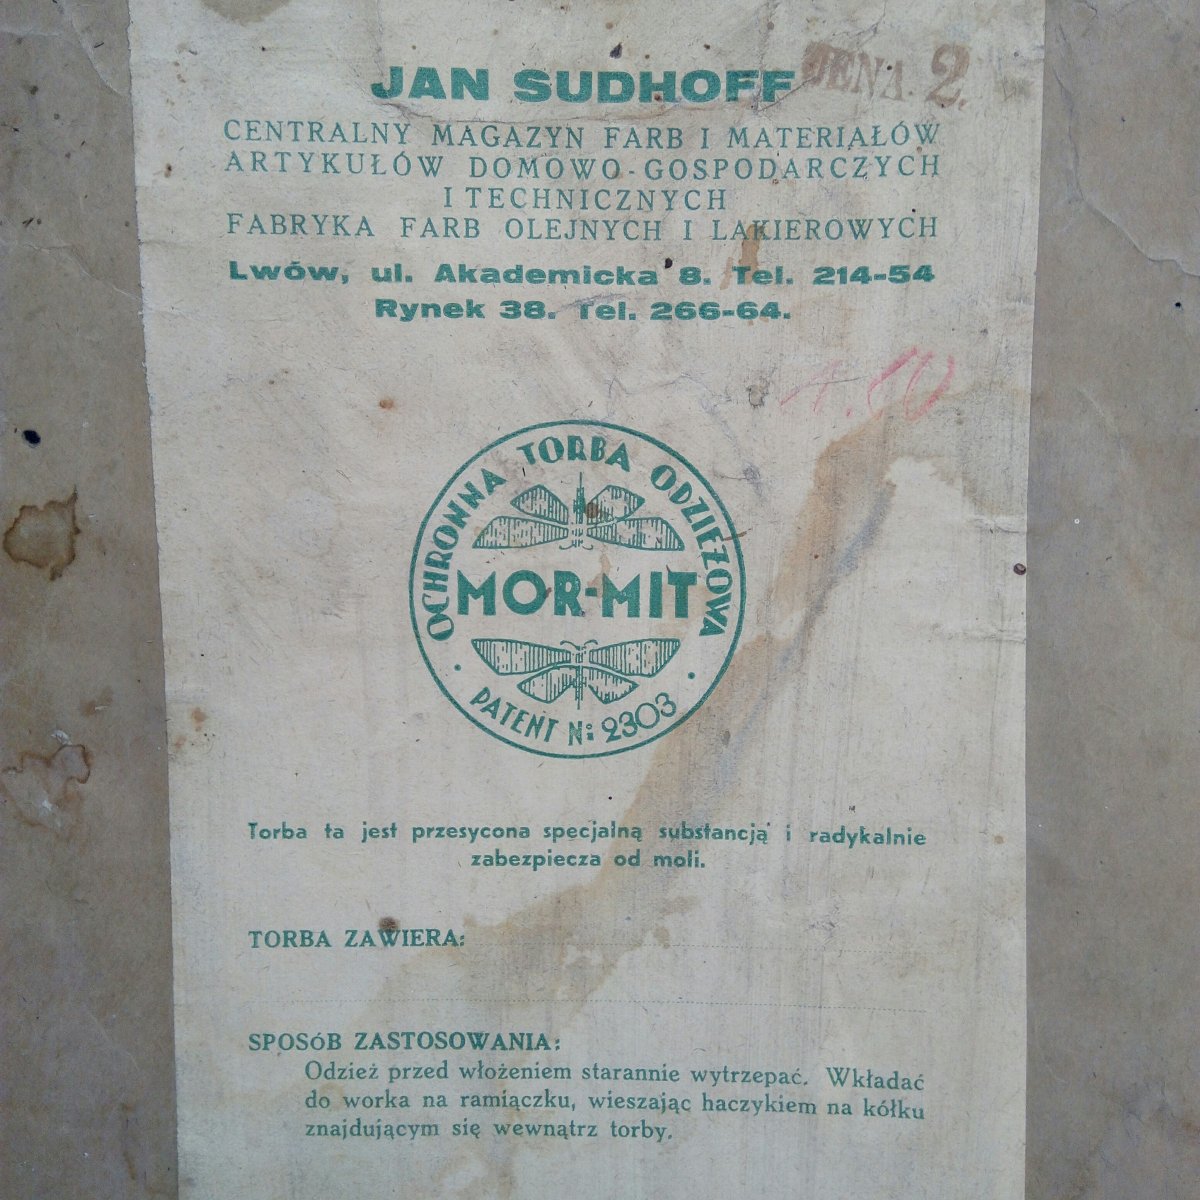 JAN SUDHOFF
CENA 2.
CENTRALNY MAGAZYN FARB I MATERIAŁÓW
ARTYKUŁÓW DOMOWO-GOSPODARCZYCH
I TECHNICZNYCH
FABRYKA FARB OLEJNYCH I LAKIEROWYCH
Lwów, ul. Akademicka 8. Tel. 214-54
Rynek 38. Tel. 266-64.
OCHRONNA TORBA ODZIEŻOWA
MOR-MIT
PATENT No 2303
Torba ta jest przesycona specjalną substancją i radykalnie
zabezpiecza od moli.
TORBA ZAWIERA:
SPOSÓB ZASTOSOWANIA:
Odzież przed włożeniem starannie wytrzepać. Wkładać
do worka na ramiączku, wieszając haczykiem na kółku
znajdującym się wewnątrz torby.